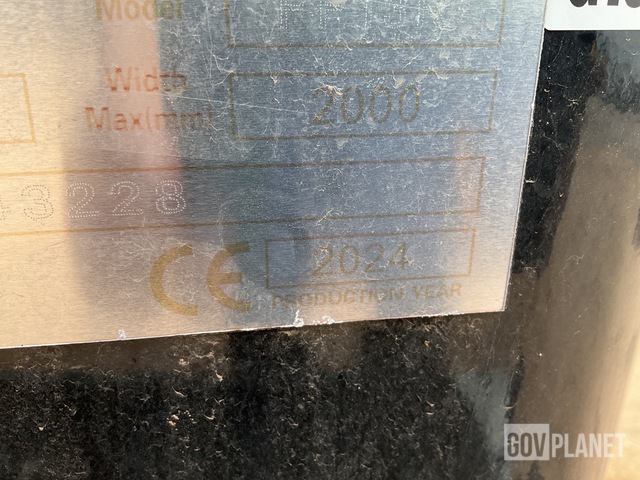 Model
Width
Max(mm) 2000
3228
CE 2024
PRODUCTION YEAR
GOVPLANET